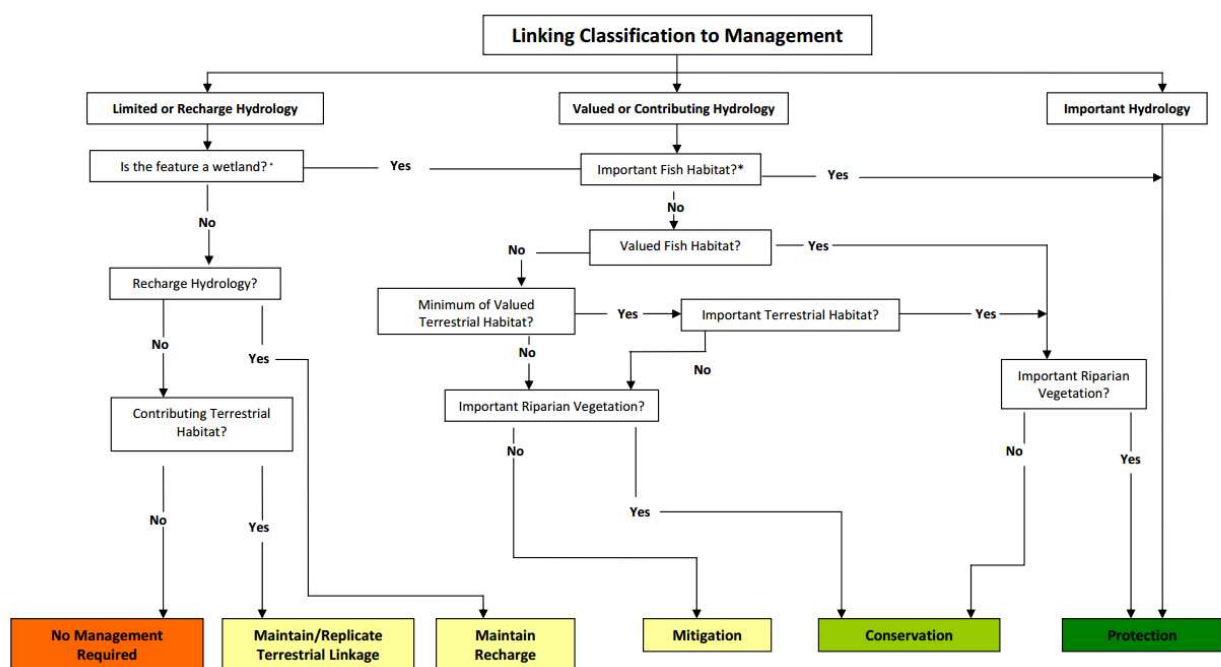 Linking Classification to Management
Limited or Recharge Hydrology
Valued or Contributing Hydrology
Important Hydrology
Is the feature a wetland?*
Yes
Important Fish Habitat?*
Yes
No
No
Valued Fish Habitat?
No
Yes
Recharge Hydrology?
Minimum of Valued
Terrestrial Habitat?
Yes
Important Terrestrial Habitat?
Yes
No
Yes
No
No
Important Riparian
Vegetation?
Contributing Terrestrial
Habitat?
Important Riparian Vegetation?
No
No
Yes
No
Yes
Yes
No Management
Required
Maintain/Replicate
Terrestrial Linkage
Maintain
Recharge
Mitigation
Conservation
Protection